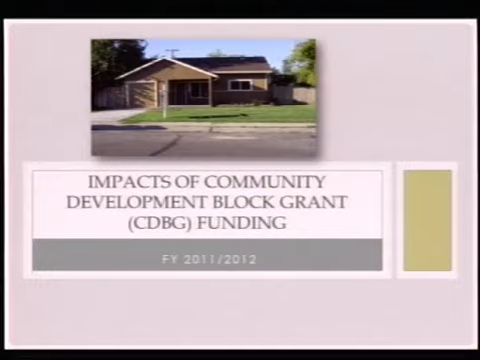 IMPACTS OF COMMUNITY
DEVELOPMENT BLOCK GRANT
(CDBG) FUNDING
FY 2011/2012